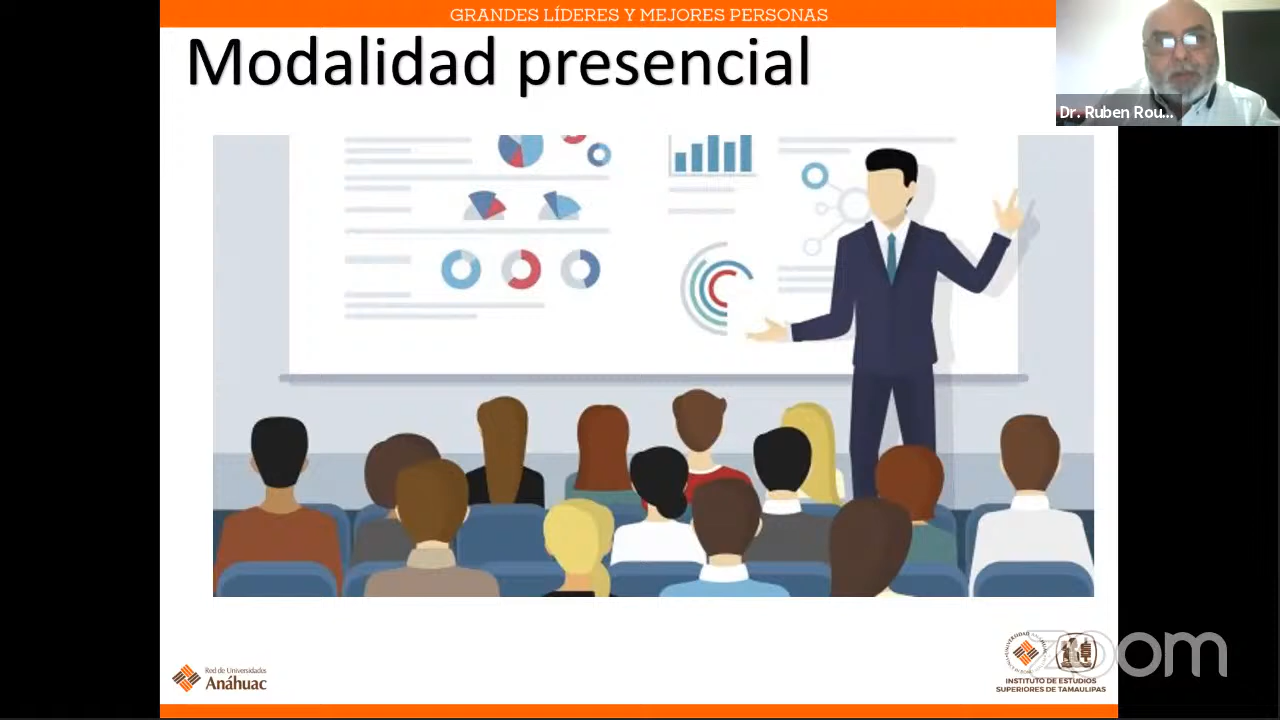 GRANDES LÍDERES Y MEJORES PERSONAS
Modalidad presencial
Dr. Ruben Rou...
Red de Universidades
Anáhuac
INSTITUTO DE ESTUDIOS
SUPERIORES DE TAMAULIPAS
zoom